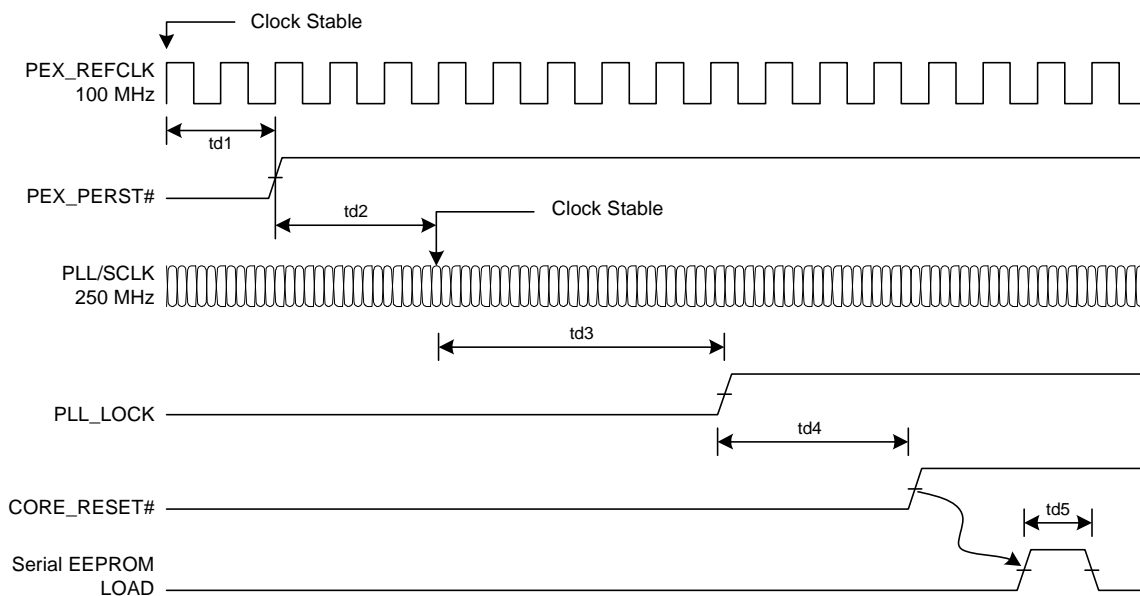 Clock Stable
PEX_REFCLK
100 MHz
td1
PEX_PERST#
td2
Clock Stable
PLL/SCLK
250 MHz
td3
PLL_LOCK
td4
CORE_RESET#
td5
Serial EEPROM
LOAD